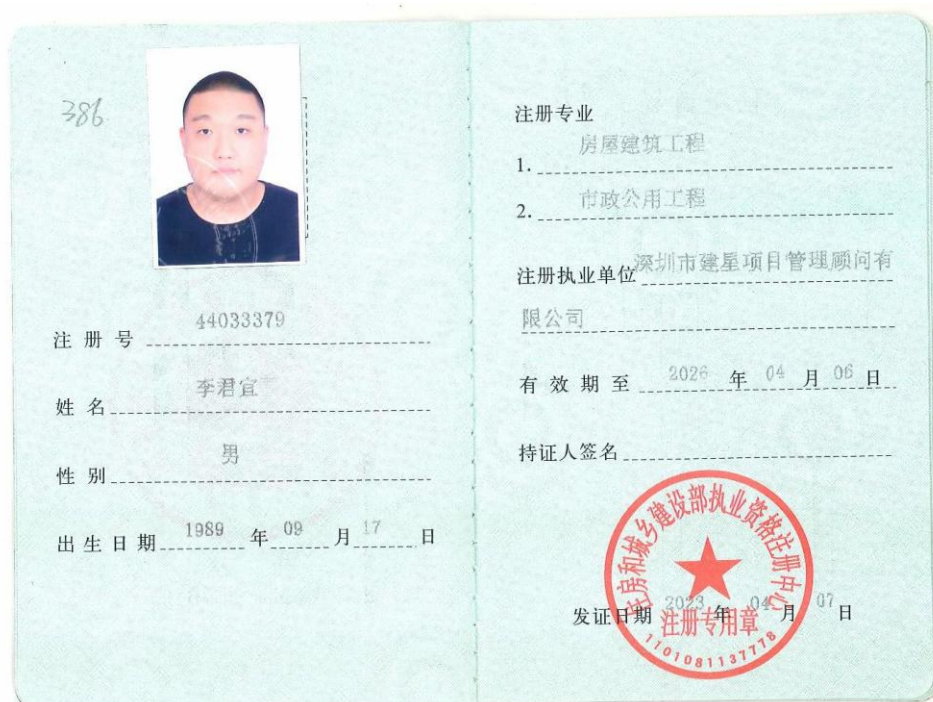 386
注册号 44033379
姓名 李君宜
性别 男
出生日期 1989 年 09 月 17 日
注册专业
1. 房屋建筑工程
2. 市政公用工程
注册执业单位 深圳市建星项目管理顾问有
限公司
有效期至 2026 年 04 月 06 日
持证人签名
住房和城乡建设部执业资格注册中心
发证日期 2023 年 04 月 07 日
注册专用章
1101081137778